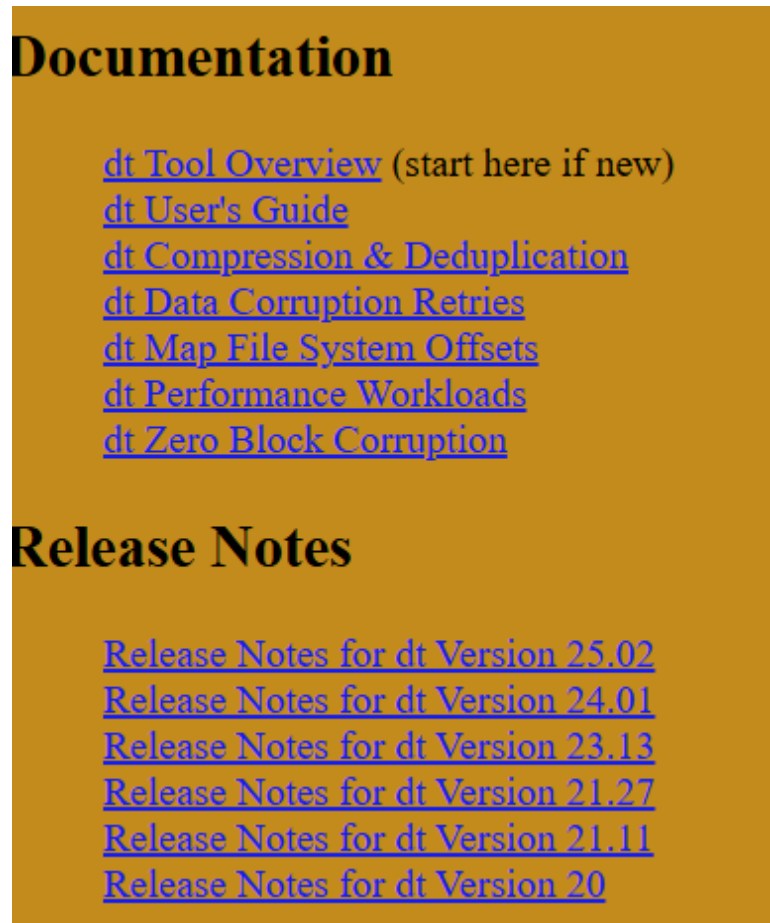 Documentation
dt Tool Overview (start here if new)
dt User's Guide
dt Compression & Deduplication
dt Data Corruption Retries
dt Map File System Offsets
dt Performance Workloads
dt Zero Block Corruption
Release Notes
Release Notes for dt Version 25.02
Release Notes for dt Version 24.01
Release Notes for dt Version 23.13
Release Notes for dt Version 21.27
Release Notes for dt Version 21.11
Release Notes for dt Version 20